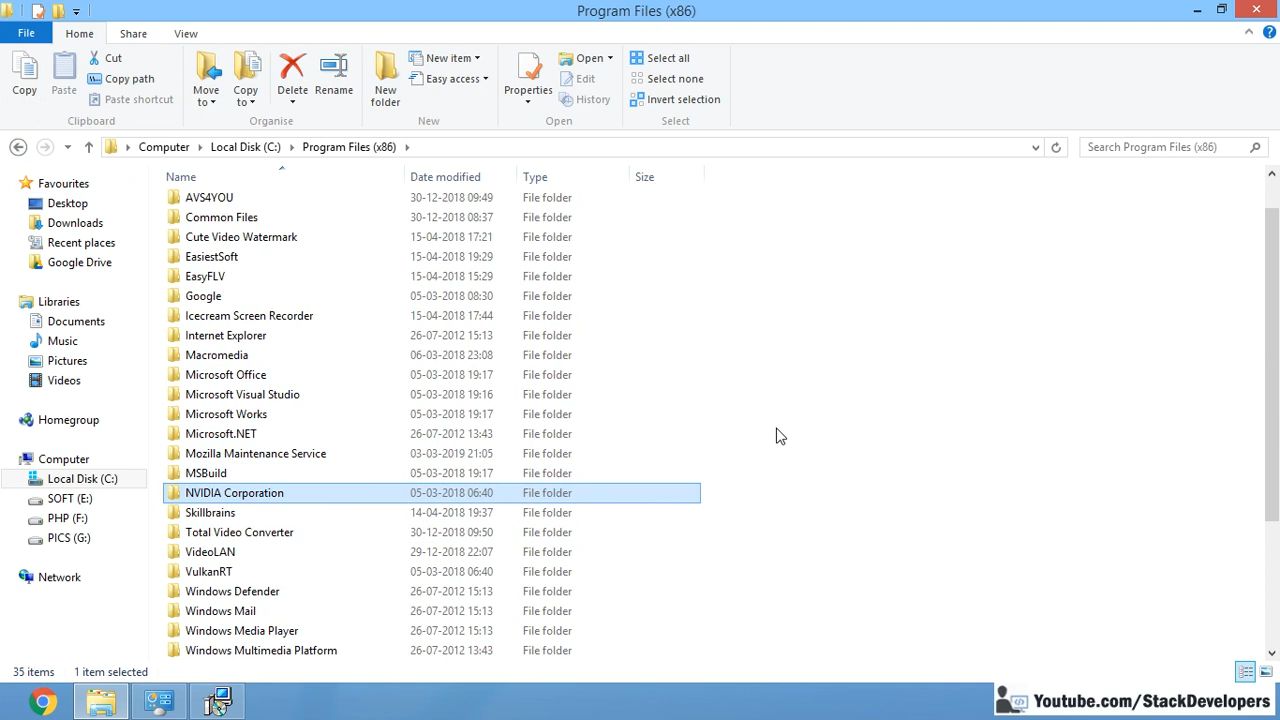 Program Files (x86)
File Home Share View
Copy
Paste
Cut
Copy path
Paste shortcut
Clipboard
Move to
Copy to
Delete
Rename
Organise
New folder
New item
Easy access
New
Properties
Open
Edit
History
Open
Select all
Select none
Invert selection
Select
Computer Local Disk (C:) Program Files (x86)
Search Program Files (x86)
Favourites
Desktop
Downloads
Recent places
Google Drive
Libraries
Documents
Music
Pictures
Videos
Homegroup
Computer
Local Disk (C:)
SOFT (E:)
PHP (F:)
PICS (G:)
Network
Name Date modified Type Size
AVS4YOU 30-12-2018 09:49 File folder
Common Files 30-12-2018 08:37 File folder
Cute Video Watermark 15-04-2018 17:21 File folder
EasiestSoft 15-04-2018 19:29 File folder
EasyFLV 15-04-2018 15:29 File folder
Google 05-03-2018 08:30 File folder
Icecream Screen Recorder 15-04-2018 17:44 File folder
Internet Explorer 26-07-2012 15:13 File folder
Macromedia 06-03-2018 23:08 File folder
Microsoft Office 05-03-2018 19:17 File folder
Microsoft Visual Studio 05-03-2018 19:16 File folder
Microsoft Works 05-03-2018 19:17 File folder
Microsoft.NET 26-07-2012 13:43 File folder
Mozilla Maintenance Service 03-03-2019 21:05 File folder
MSBuild 05-03-2018 19:17 File folder
NVIDIA Corporation 05-03-2018 06:40 File folder
Skillbrains 14-04-2018 19:37 File folder
Total Video Converter 30-12-2018 09:50 File folder
VideoLAN 29-12-2018 22:07 File folder
VulkanRT 05-03-2018 06:40 File folder
Windows Defender 26-07-2012 15:13 File folder
Windows Mail 26-07-2012 15:13 File folder
Windows Media Player 26-07-2012 15:13 File folder
Windows Multimedia Platform 26-07-2012 13:43 File folder
35 items 1 item selected
Youtube.com/StackDevelopers